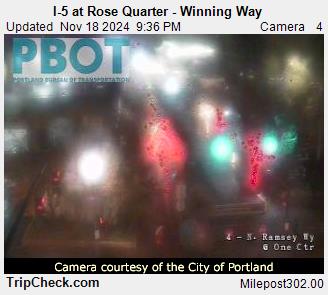 I-5 at Rose Quarter - Winning Way
Updated Nov 18 2024 9:36 PM Camera 4
PBOT
PORTLAND BUREAU OF TRANSPORTATION
4 - N. Ramsey Wy
@ One Ctr
Camera courtesy of the City of Portland
TripCheck.com Milepost302.00